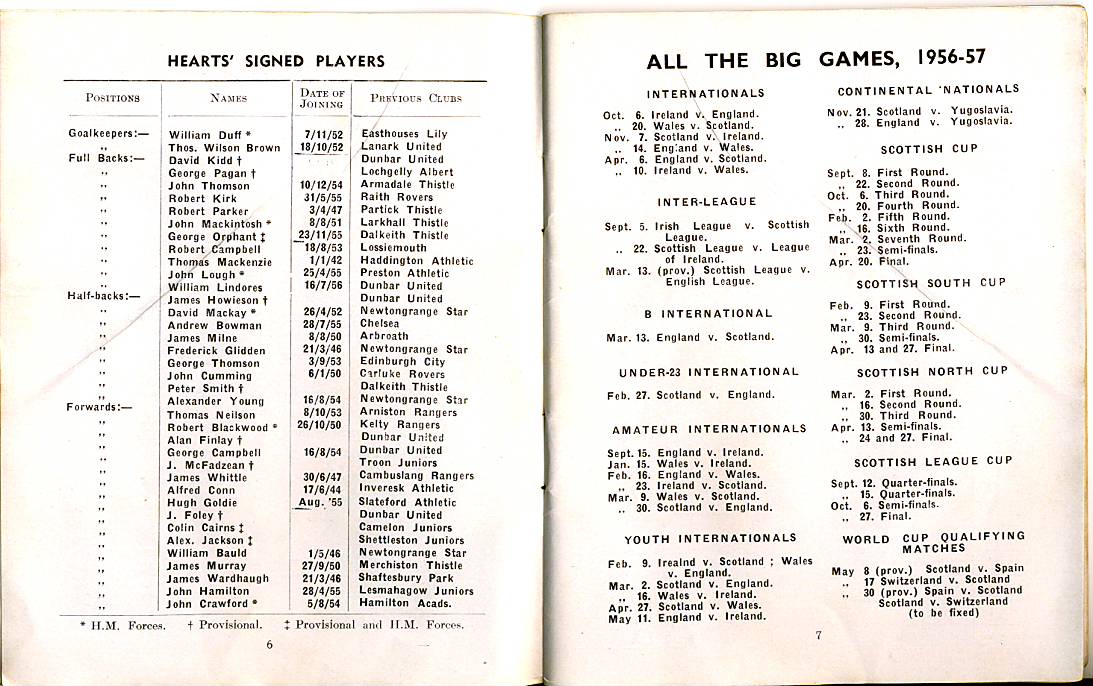 HEARTS' SIGNED PLAYERS
POSITIONS NAMES DATE OF JOINING PREVIOUS CLUBS
Goalkeepers:— William Duff * 7/11/52 Easthouses Lily
,, Thos. Wilson Brown 18/10/52 Lanark United
Full Backs:— David Kidd † Dunbar United
,, George Pagan † Lochgelly Albert
,, John Thomson 10/12/54 Armadale Thistle
,, Robert Kirk 31/5/55 Raith Rovers
,, Robert Parker 3/4/47 Partick Thistle
,, John Mackintosh * 8/8/51 Larkhall Thistle
,, George Orphant ‡ 23/11/55 Dalkeith Thistle
,, Robert Campbell 18/8/53 Lossiemouth
,, Thomas Mackenzie 1/1/42 Haddington Athletic
,, John Lough * 25/4/55 Preston Athletic
,, William Lindores 16/7/56 Dunbar United
Half-backs:— James Howieson † Dunbar United
,, David Mackay * 26/4/52 Newtongrange Star
,, Andrew Bowman 28/7/55 Chelsea
,, James Milne 8/8/50 Arbroath
,, Frederick Glidden 21/3/46 Newtongrange Star
,, George Thomson 3/9/53 Edinburgh City
,, John Cumming 6/1/50 Carluke Rovers
,, Peter Smith † Dalkeith Thistle
Forwards:— Alexander Young 16/8/54 Newtongrange Star
,, Thomas Neilson 8/10/53 Arniston Rangers
,, Robert Blackwood * 26/10/50 Kelty Rangers
,, Alan Finlay † Dunbar United
,, George Campbell 16/8/54 Dunbar United
,, J. McFadzean † Troon Juniors
,, James Whittle 30/6/47 Cambuslang Rangers
,, Alfred Conn 17/6/44 Inveresk Athletic
,, Hugh Goldie Aug. '55 Slateford Athletic
,, J. Foley † Dunbar United
,, Colin Cairns ‡ Camelon Juniors
,, Alex. Jackson ‡ Shettleston Juniors
,, William Bauld 1/5/46 Newtongrange Star
,, James Murray 27/9/50 Merchiston Thistle
,, James Wardhaugh 21/3/46 Shaftesbury Park
,, John Hamilton 28/4/55 Lesmahagow Juniors
,, John Crawford * 5/8/54 Hamilton Acads.
* H.M. Forces. † Provisional. ‡ Provisional and H.M. Forces.
6
ALL THE BIG GAMES, 1956-57
INTERNATIONALS
Oct. 6. Ireland v. England.
,, 20. Wales v. Scotland.
Nov. 7. Scotland v. Ireland.
,, 14. England v. Wales.
Apr. 6. England v. Scotland.
,, 10. Ireland v. Wales.
INTER-LEAGUE
Sept. 5. Irish League v. Scottish
League.
,, 22. Scottish League v. League
of Ireland.
Mar. 13. (prov.) Scottish League v.
English League.
B INTERNATIONAL
Mar. 13. England v. Scotland.
UNDER-23 INTERNATIONAL
Feb. 27. Scotland v. England.
AMATEUR INTERNATIONALS
Sept. 15. England v. Ireland.
Jan. 15. Wales v. Ireland.
Feb. 16. England v. Wales.
,, 23. Ireland v. Scotland.
Mar. 9. Wales v. Scotland.
,, 30. Scotland v. England.
YOUTH INTERNATIONALS
Feb. 9. Irealnd v. Scotland ; Wales
v. England.
Mar. 2. Scotland v. England.
,, 16. Wales v. Ireland.
Apr. 27. Scotland v. Wales.
May 11. England v. Ireland.
CONTINENTAL 'NATIONALS
Nov. 21. Scotland v. Yugoslavia.
,, 28. England v. Yugoslavia.
SCOTTISH CUP
Sept. 8. First Round.
,, 22. Second Round.
Oct. 6. Third Round.
,, 20. Fourth Round.
Feb. 2. Fifth Round.
,, 16. Sixth Round.
Mar. 2. Seventh Round.
,, 23. Semi-finals.
Apr. 20. Final.
SCOTTISH SOUTH CUP
Feb. 9. First Round.
,, 23. Second Round.
Mar. 9. Third Round.
,, 30. Semi-finals.
Apr. 13 and 27. Final.
SCOTTISH NORTH CUP
Mar. 2. First Round.
,, 16. Second Round.
,, 30. Third Round.
Apr. 13. Semi-finals.
,, 24 and 27. Final.
SCOTTISH LEAGUE CUP
Sept. 12. Quarter-finals.
,, 15. Quarter-finals.
Oct. 6. Semi-finals.
,, 27. Final.
WORLD CUP QUALIFYING
MATCHES
May 8 (prov.) Scotland v. Spain
,, 17 Switzerland v. Scotland
,, 30 (prov.) Spain v. Scotland
Scotland v. Switzerland
(to be fixed)
7